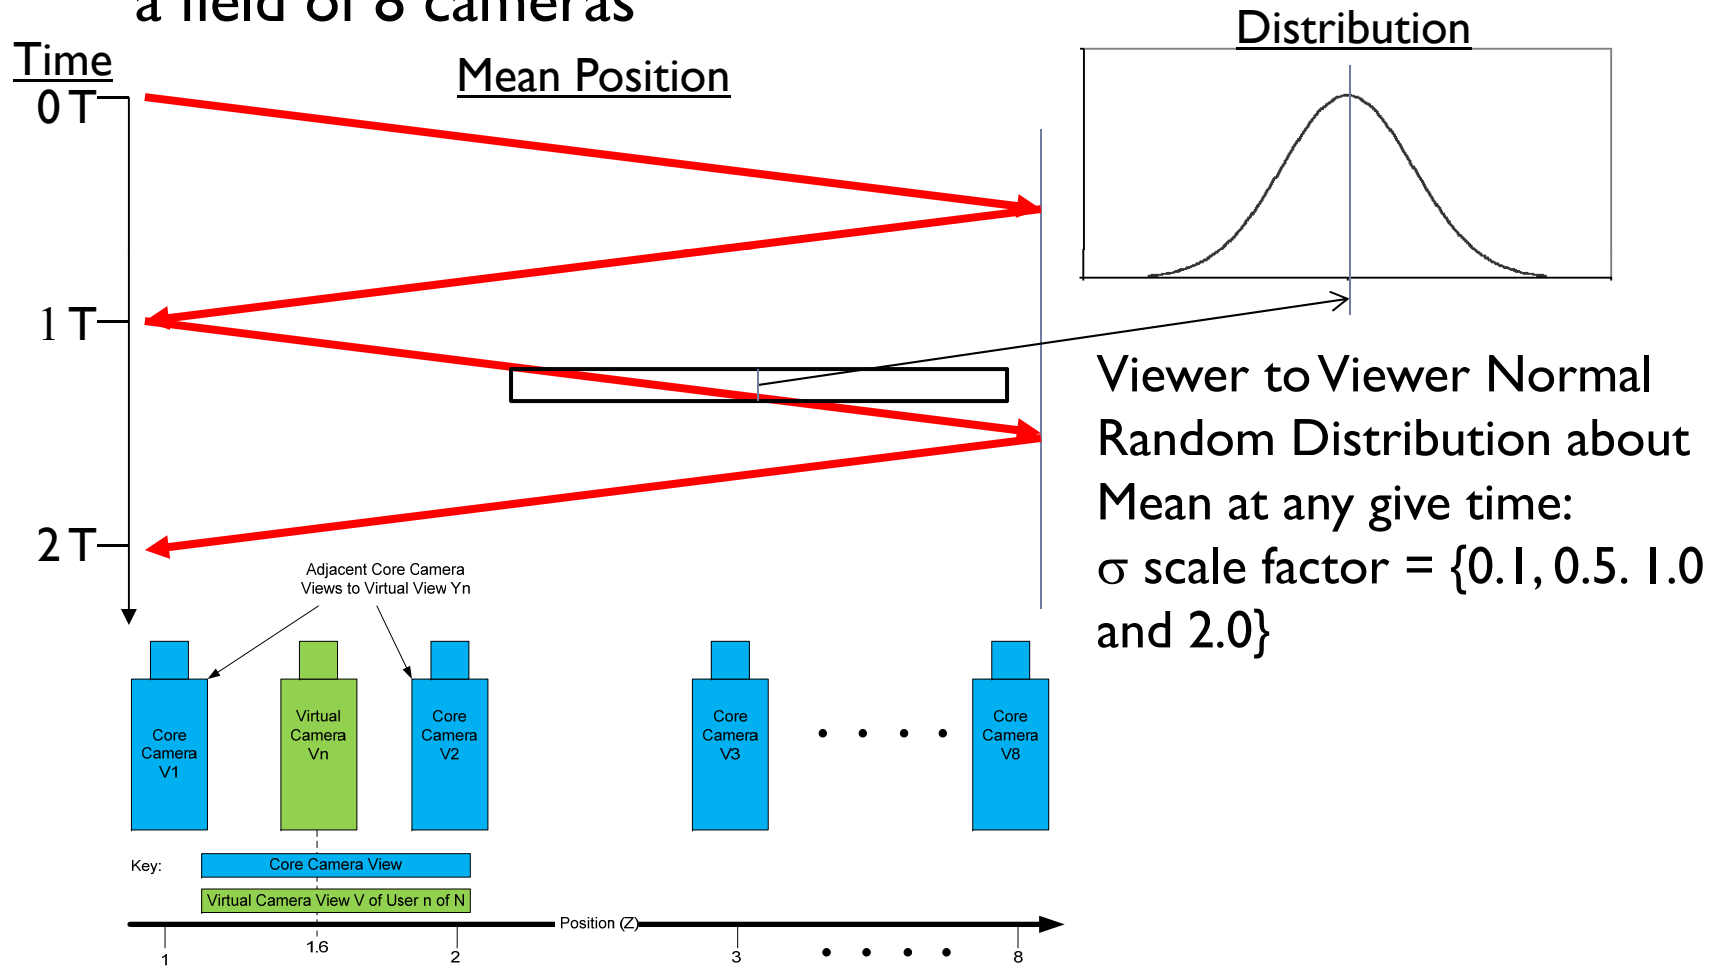 a field of 8 cameras
Time
Mean Position
Distribution
0 T
1 T
2 T
Viewer to Viewer Normal
Random Distribution about
Mean at any give time:
σ scale factor = {0.1, 0.5. 1.0
and 2.0}
Adjacent Core Camera
Views to Virtual View Yn
Core
Camera
V1
Virtual
Camera
Vn
Core
Camera
V2
Core
Camera
V3
Core
Camera
V8
Key:
Core Camera View
Virtual Camera View V of User n of N
Position (Z)
1
1.6
2
3
8